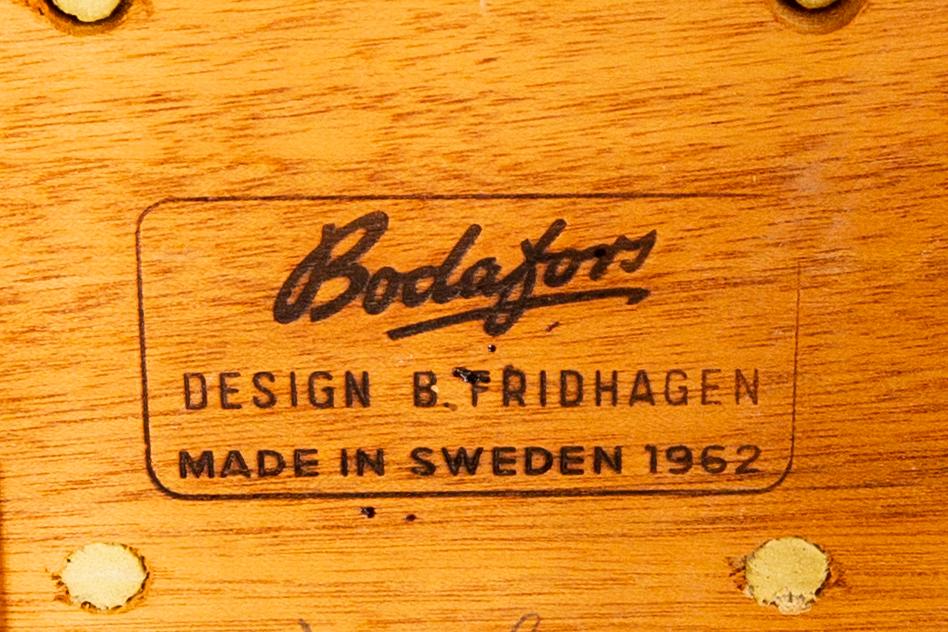 Bodafors
DESIGN B. FRIDHAGEN
MADE IN SWEDEN 1962